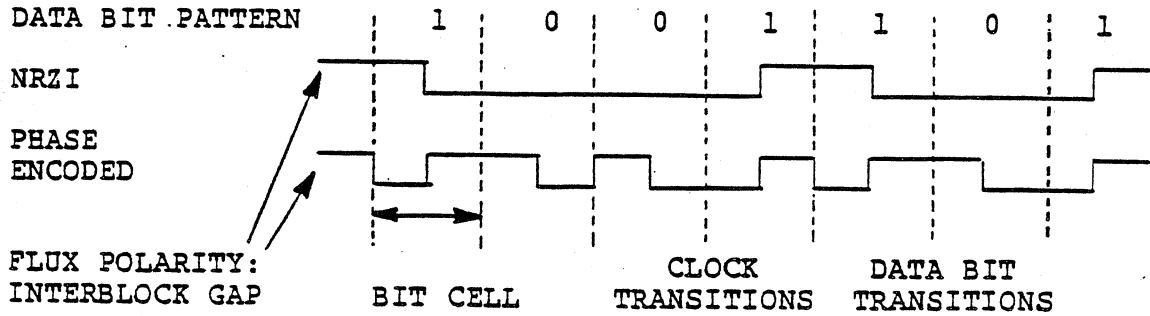 DATA BIT PATTERN 1 0 0 1 1 0 1
NRZI
PHASE
ENCODED
FLUX POLARITY:
INTERBLOCK GAP
BIT CELL
CLOCK
TRANSITIONS
DATA BIT
TRANSITIONS